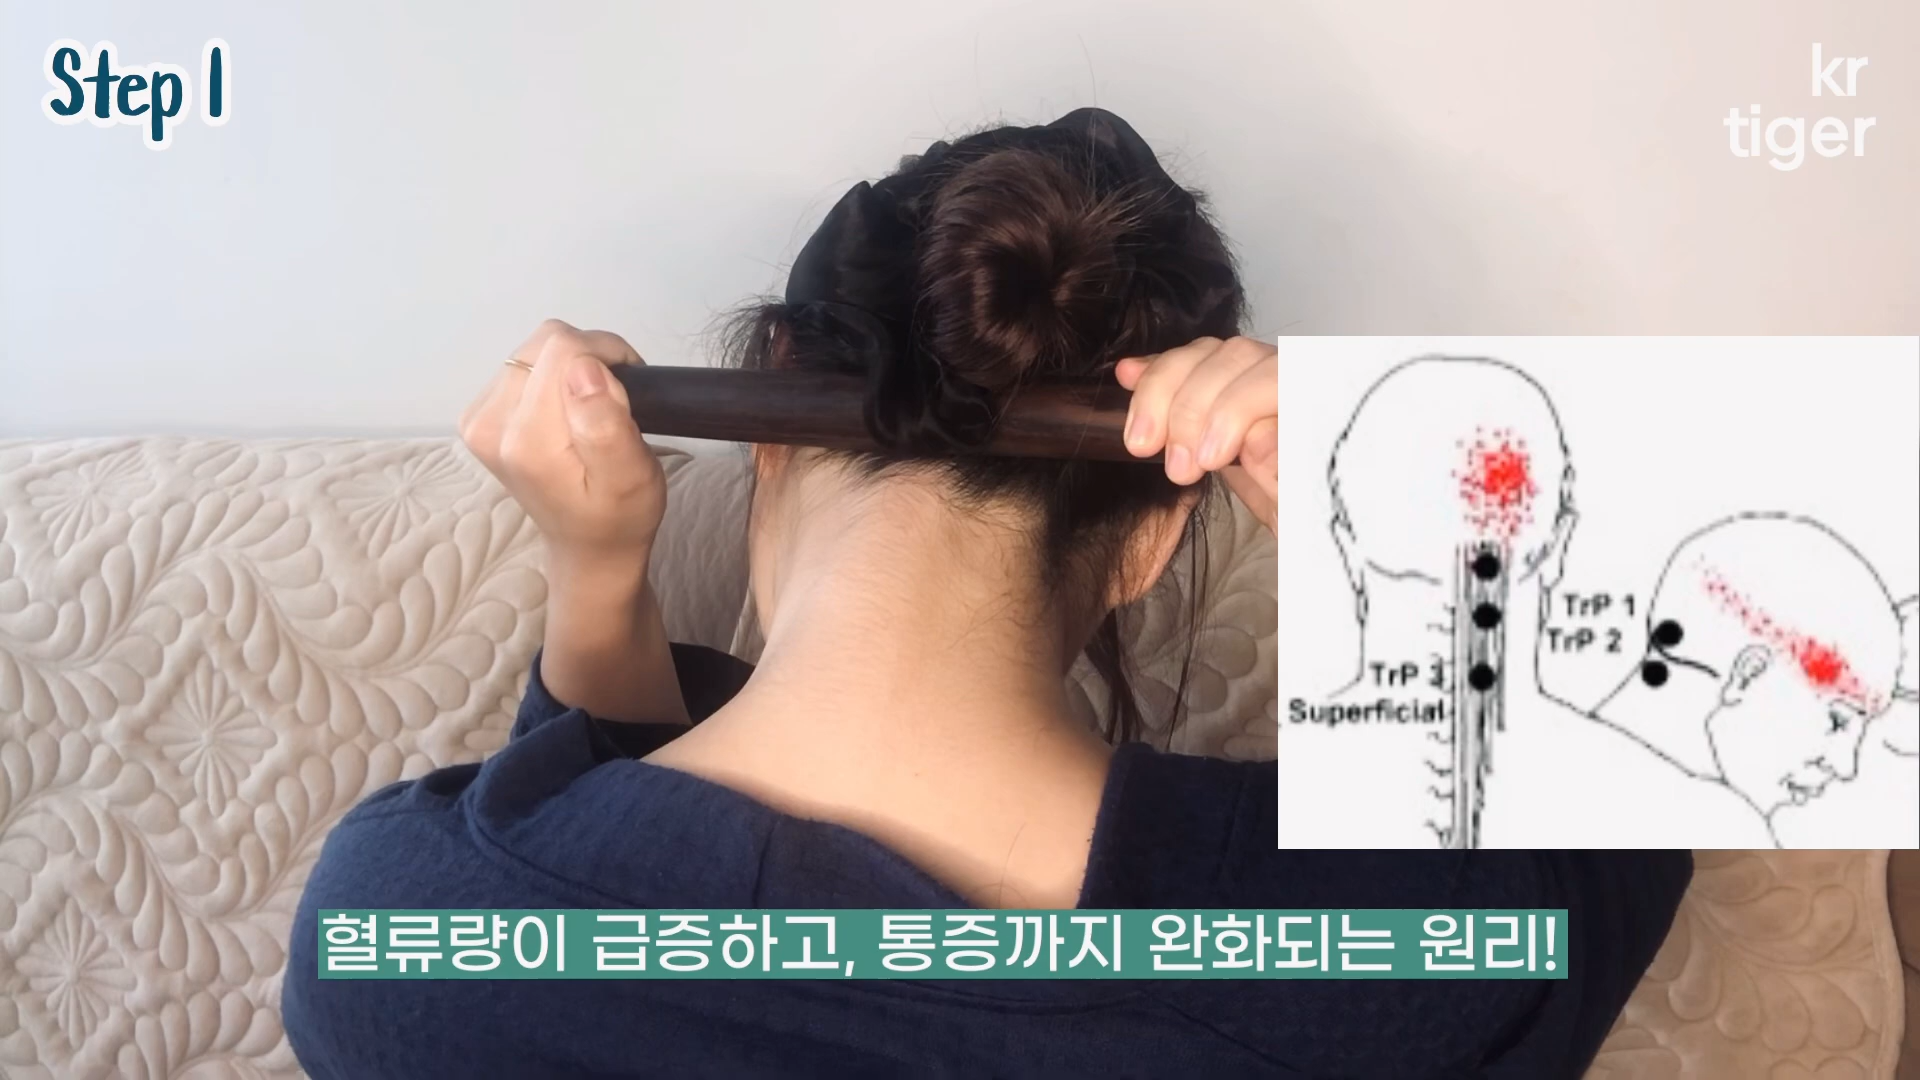 Step 1
kr
tiger
TrP 1
TrP 2
TrP 3
Superficial
혈류량이 급증하고, 통증까지 완화되는 원리!